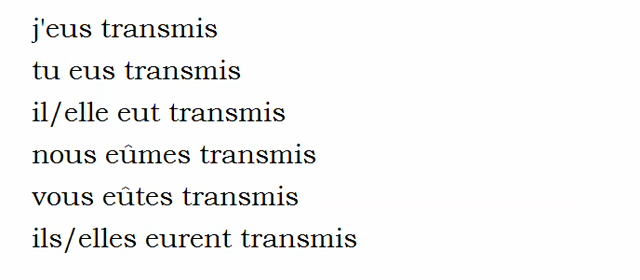 j'eus transmis
tu eus transmis
il/elle eut transmis
nous eûmes transmis
vous eûtes transmis
ils/elles eurent transmis